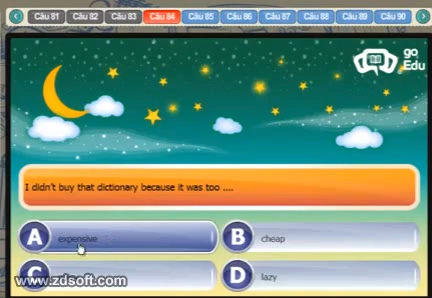 Câu 81 Câu 82 Câu 83 Câu 84 Câu 85 Câu 86 Câu 87 Câu 88 Câu 89 Câu 90
go
Edu
I didn't buy that dictionary because it was too ....
A expensive
B cheap
C
D lazy
www.zdsoft.com